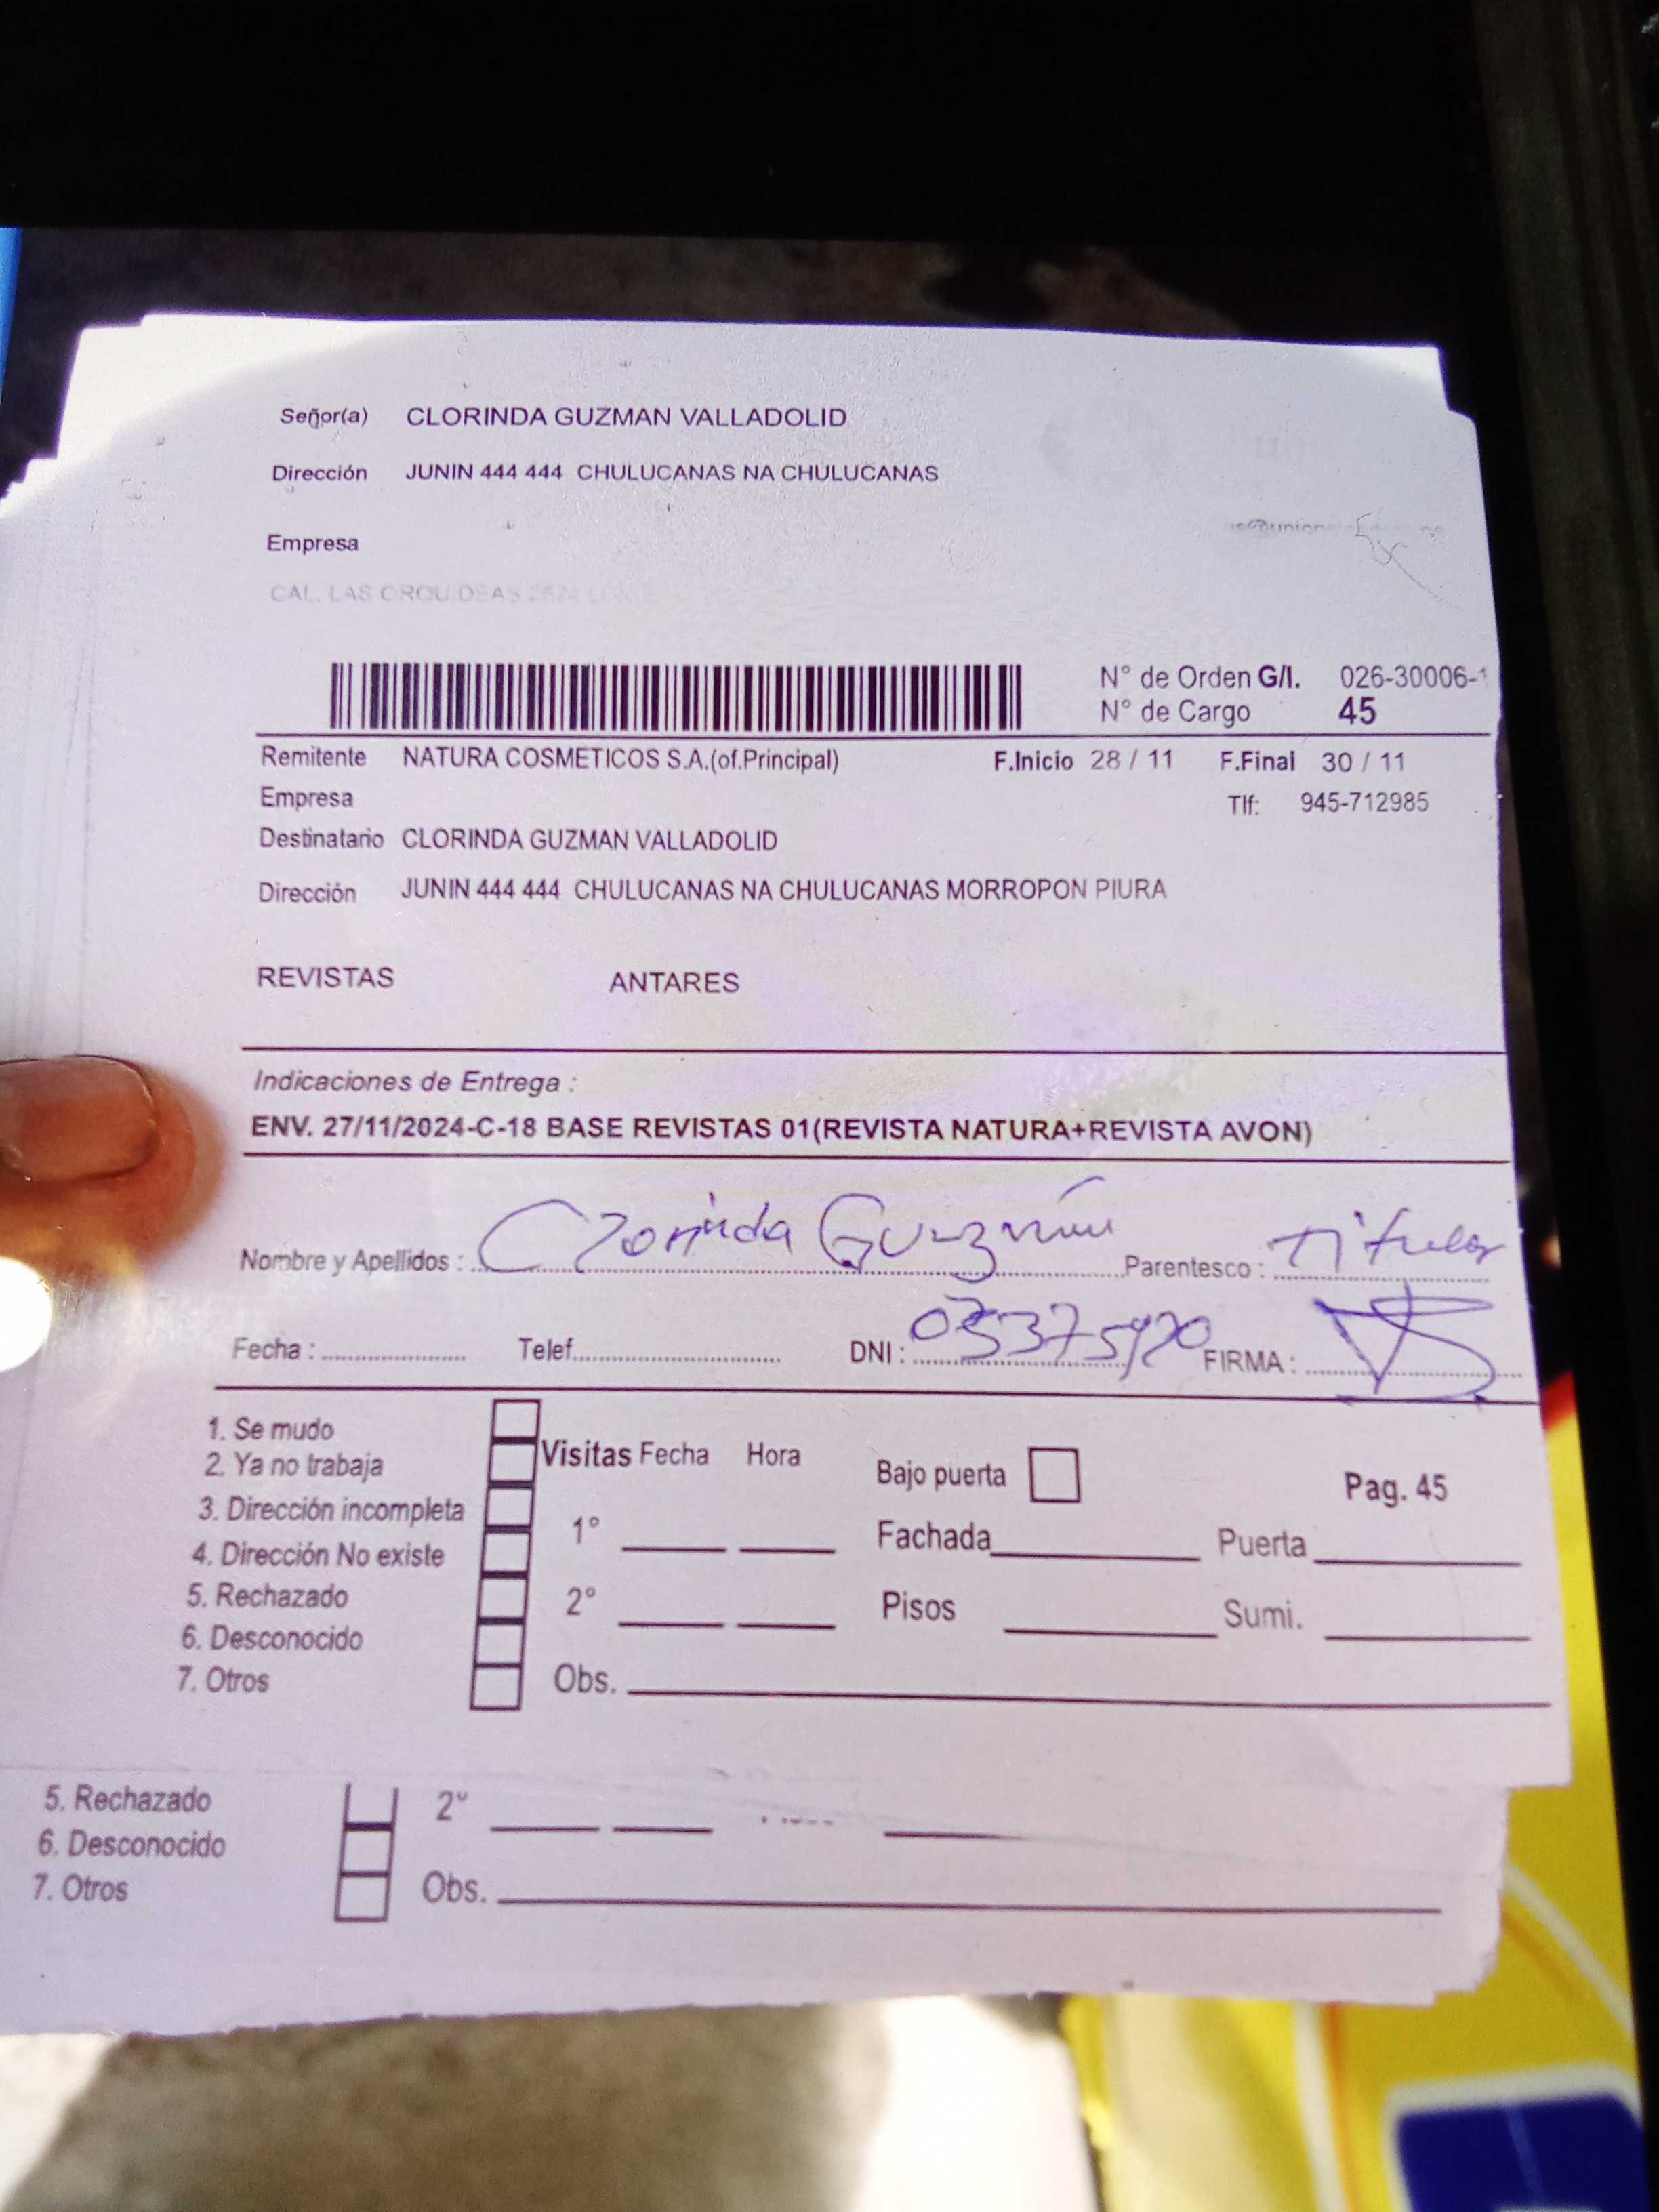 Señor(a) CLORINDA GUZMAN VALLADOLID
Dirección JUNIN 444 444 CHULUCANAS NA CHULUCANAS
Empresa
CAL. LAS ORQUIDEAS 2624
N° de Orden G/I. 026-30006-1
N° de Cargo 45
Remitente NATURA COSMETICOS S.A.(of.Principal) F.Inicio 28 / 11 F.Final 30 / 11
Empresa Tlf: 945-712985
Destinatario CLORINDA GUZMAN VALLADOLID
Dirección JUNIN 444 444 CHULUCANAS NA CHULUCANAS MORROPON PIURA
REVISTAS ANTARES
Indicaciones de Entrega :
ENV. 27/11/2024-C-18 BASE REVISTAS 01(REVISTA NATURA+REVISTA AVON)
Nombre y Apellidos : Clorinda Guzmán Parentesco : Titular
Fecha : Telef. DNI : 03375920 FIRMA :
1. Se mudo
2. Ya no trabaja Visitas Fecha Hora Bajo puerta Pag. 45
3. Dirección incompleta
4. Dirección No existe 1° Fachada Puerta
5. Rechazado 2° Pisos Sumi.
6. Desconocido
7. Otros Obs.
5. Rechazado 2°
6. Desconocido
7. Otros Obs.